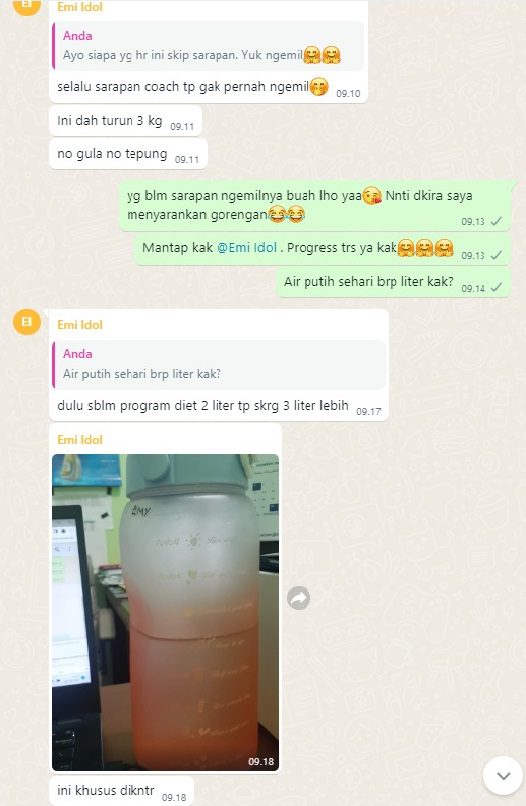 EI
Emi Idol
Anda
Ayo siapa yg hr ini skip sarapan. Yuk ngemil🤗🤗
selalu sarapan coach tp gak pernah ngemil🤭
09.10
Ini dah turun 3 kg
09.11
no gula no tepung
09.11
yg blm sarapan ngemilnya buah lho yaa😘 Nnti dkira saya
menyarankan gorengan😂😂
09.13
Mantap kak @Emi Idol . Progress trs ya kak🤗🤗🤗
09.13
Air putih sehari brp liter kak?
09.14
EI
Emi Idol
Anda
Air putih sehari brp liter kak?
dulu sblm program diet 2 liter tp skrg 3 liter lebih
09.17
Emi Idol
EMY
09.18
ini khusus dikntr
09.18